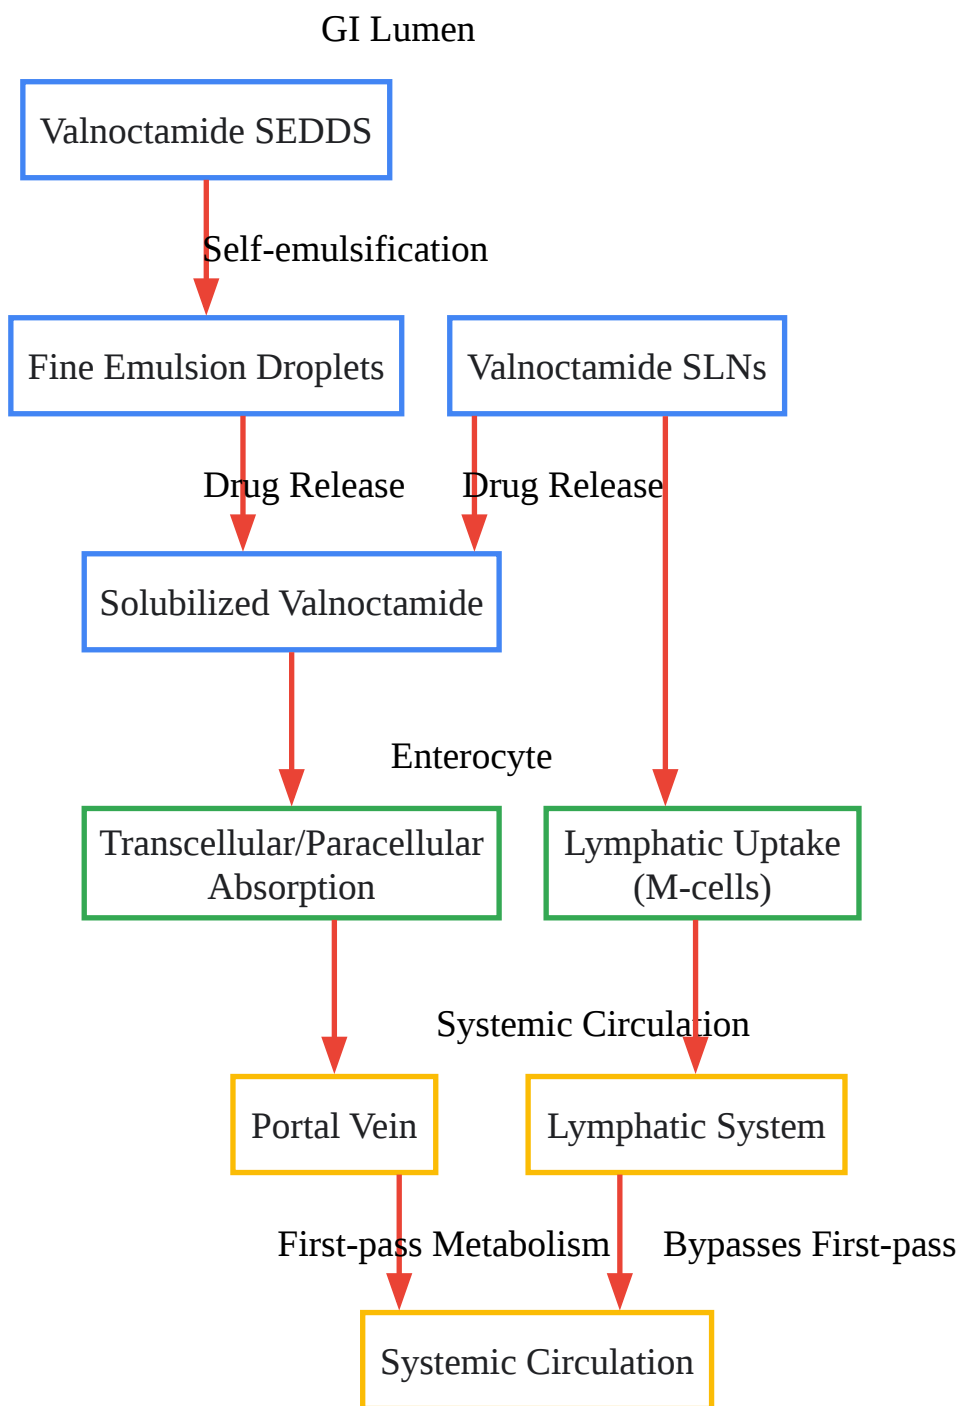 GI Lumen
Valnoctamide SEDDS
Self-emulsification
Fine Emulsion Droplets
Valnoctamide SLNs
Drug Release
Drug Release
Solubilized Valnoctamide
Enterocyte
Transcellular/Paracellular
Absorption
Lymphatic Uptake
(M-cells)
Systemic Circulation
Portal Vein
Lymphatic System
First-pass Metabolism
Bypasses First-pass
Systemic Circulation